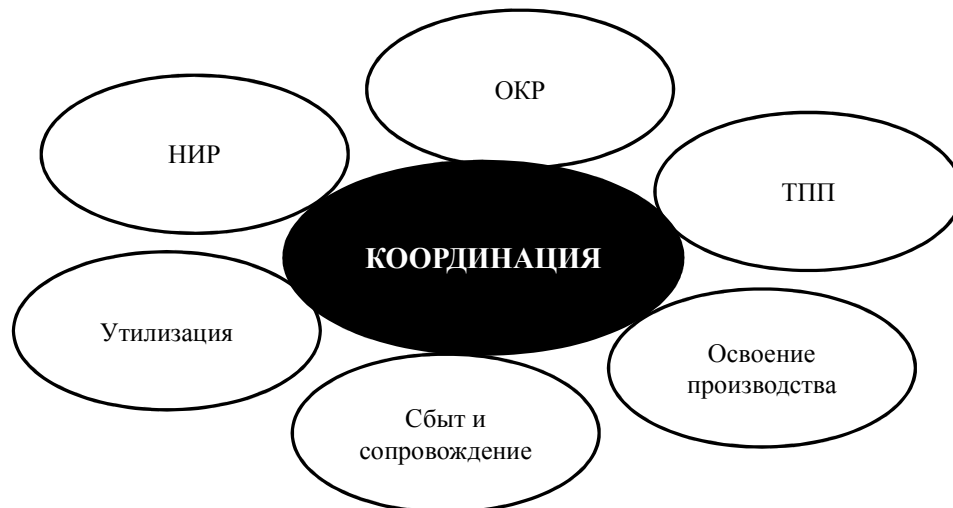 ОКР
НИР
ТПП
КООРДИНАЦИЯ
Утилизация
Освоение
производства
Сбыт и
сопровождение